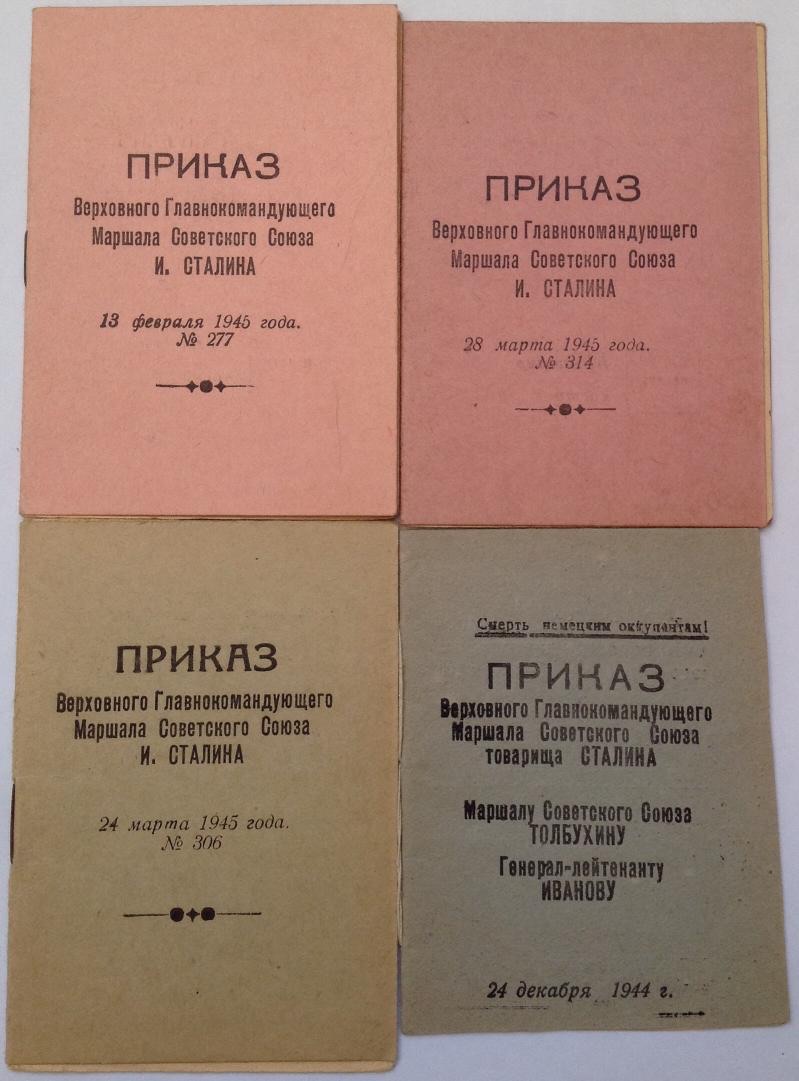 ПРИКАЗ
Верховного Главнокомандующего
Маршала Советского Союза
И. СТАЛИНА
13 февраля 1945 года.
№ 277
ПРИКАЗ
Верховного Главнокомандующего
Маршала Советского Союза
И. СТАЛИНА
28 марта 1945 года.
№ 314
ПРИКАЗ
Верховного Главнокомандующего
Маршала Советского Союза
И. СТАЛИНА
24 марта 1945 года.
№ 306
Смерть немецким оккупантам!
ПРИКАЗ
Верховного Главнокомандующего
Маршала Советского Союза
товарища СТАЛИНА
Маршалу Советского Союза
ТОЛБУХИНУ
Генерал-лейтенанту
ИВАНОВУ
24 декабря 1944 г.